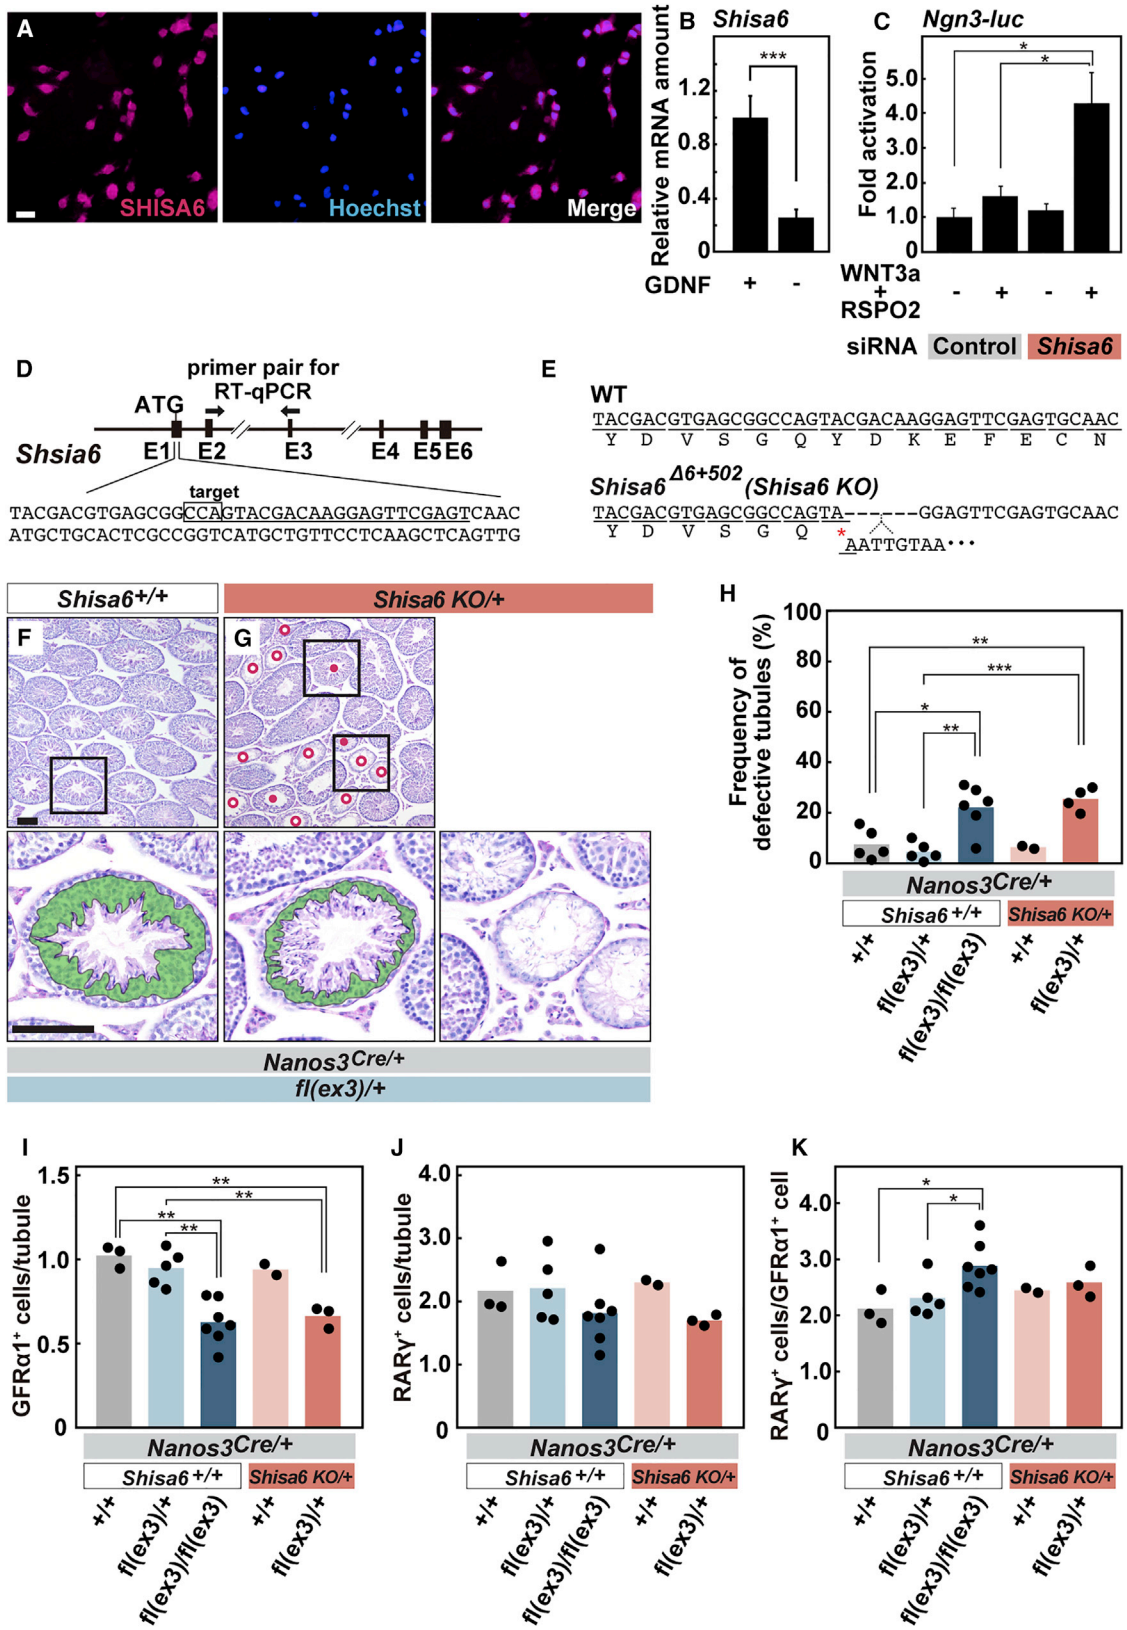 A
SHISA6
Hoechst
Merge
B
Shisa6
Relative mRNA amount
1.2
0.8
0.4
0
***
GDNF
+
-
C
Ngn3-luc
Fold activation
5.0
4.0
3.0
2.0
1.0
0
*
*
WNT3a
+
RSPO2
-
+
-
+
siRNA
Control
Shisa6
D
primer pair for
RT-qPCR
ATG
Shsia6
E1
E2
E3
E4
E5
E6
target
TACGACGTGAGCGGCCAGTACGACAAGGAGTTCGAGTCAAC
ATGCTGCACTCGCCGGTCATGCTGTTCCTCAAGCTCAGTTG
E
WT
TACGACGTGAGCGGCCAGTACGACAAGGAGTTCGAGTGCAAC
Y D V S G Q Y D K E F E C N
Shisa6Δ6+502 (Shisa6 KO)
TACGACGTGAGCGGCCAGTA------GGAGTTCGAGTGCAAC
Y D V S G Q *
AATTGTAA•••
Shisa6+/+
Shisa6 KO/+
F
G
Nanos3Cre/+
fl(ex3)/+
H
Frequency of
defective tubules (%)
100
80
60
40
20
0
**
***
*
**
Nanos3Cre/+
Shisa6+/+
Shisa6 KO/+
+/+
fl(ex3)/+
fl(ex3)/fl(ex3)
+/+
fl(ex3)/+
I
GFRα1+ cells/tubule
1.5
1.0
0.5
0
**
**
**
**
Nanos3Cre/+
Shisa6+/+
Shisa6 KO/+
+/+
fl(ex3)/+
fl(ex3)/fl(ex3)
+/+
fl(ex3)/+
J
RARγ+ cells/tubule
4.0
3.0
2.0
1.0
0
Nanos3Cre/+
Shisa6+/+
Shisa6 KO/+
+/+
fl(ex3)/+
fl(ex3)/fl(ex3)
+/+
fl(ex3)/+
K
RARγ+ cells/GFRα1+ cell
4.0
3.0
2.0
1.0
0
*
*
Nanos3Cre/+
Shisa6+/+
Shisa6 KO/+
+/+
fl(ex3)/+
fl(ex3)/fl(ex3)
+/+
fl(ex3)/+